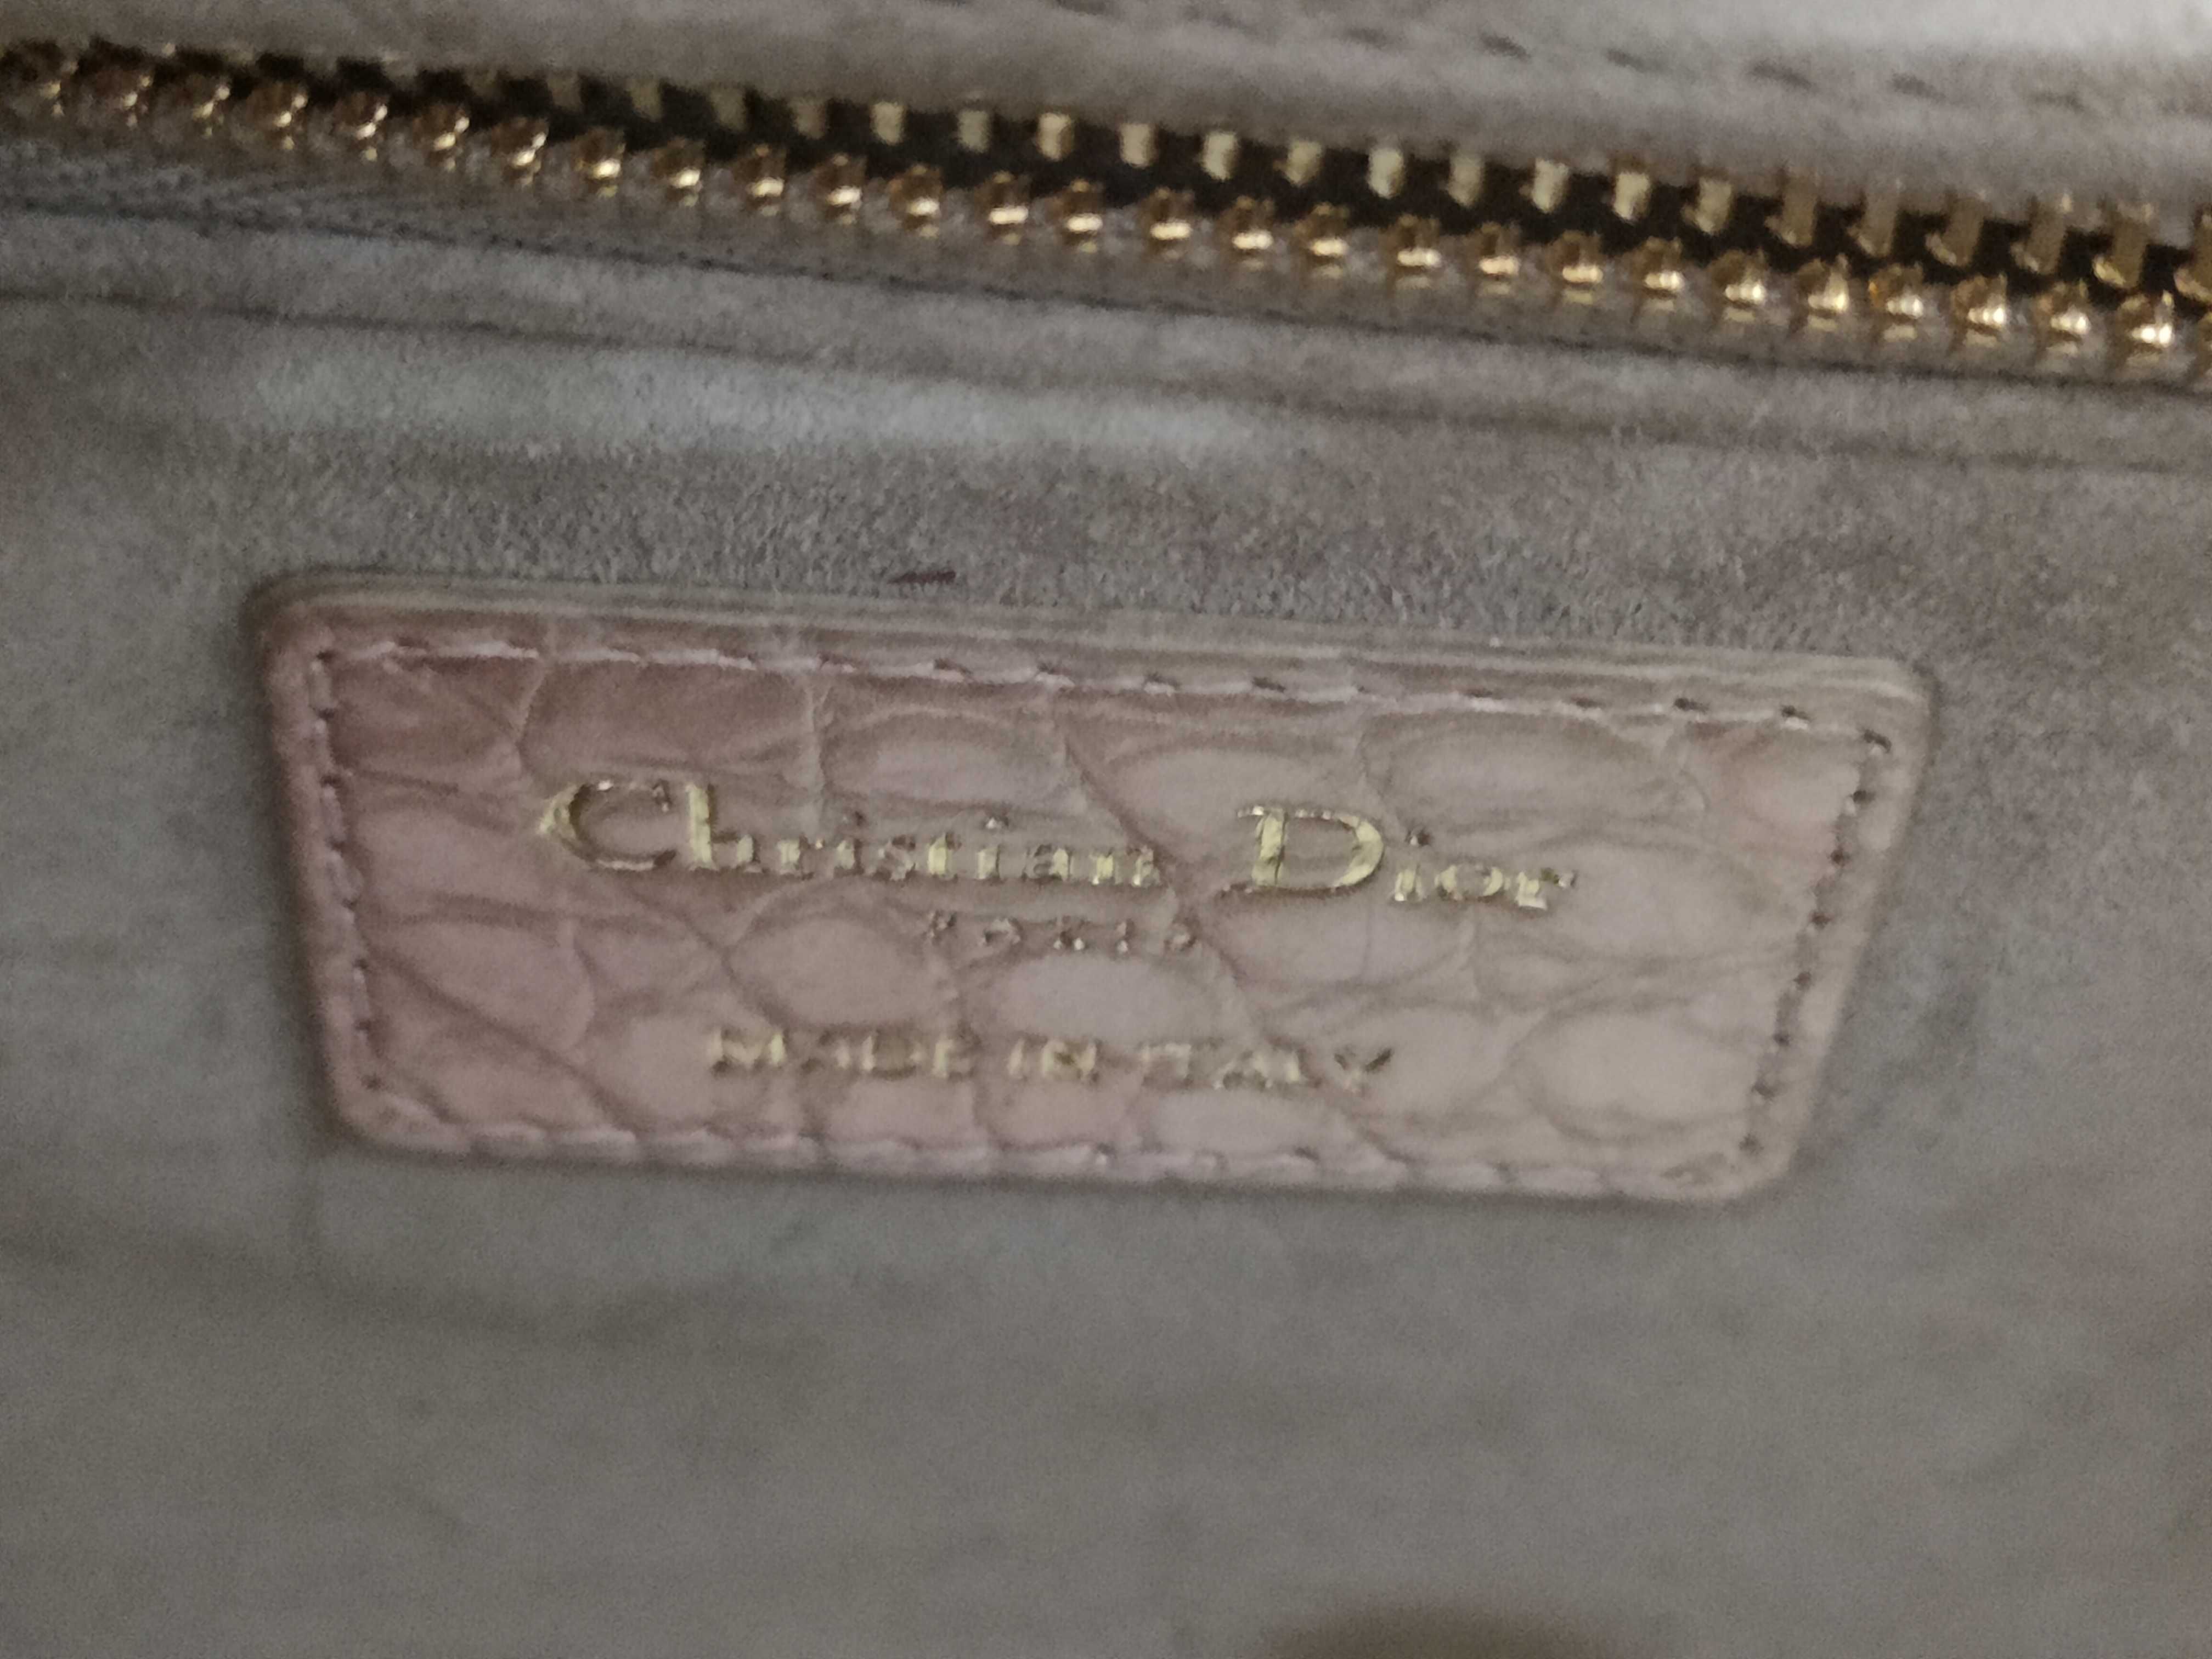 Christian Dior
PARIS
MADE IN ITALY